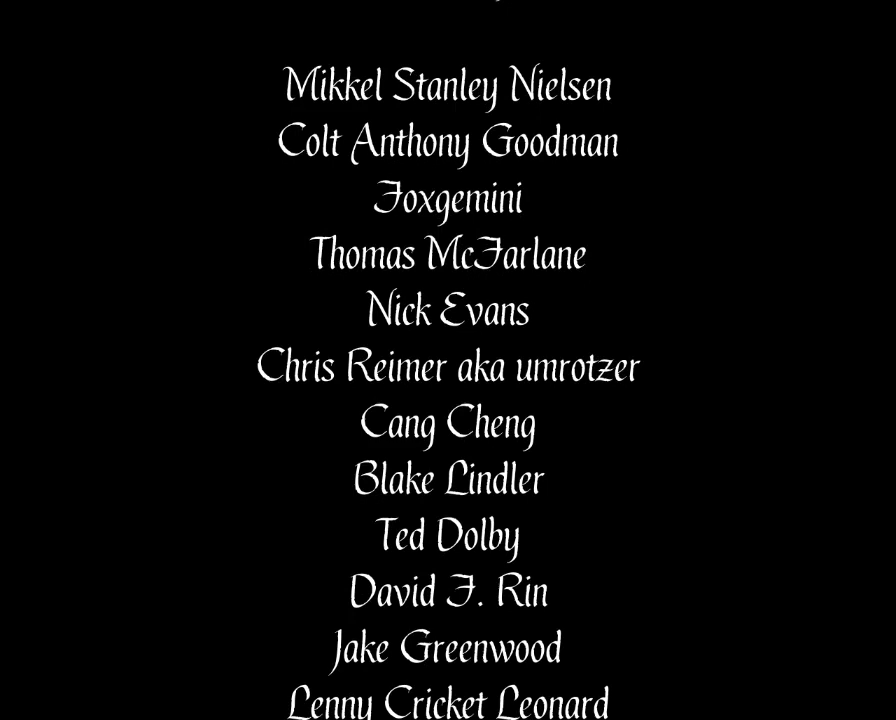 Mikkel Stanley Nielsen
Colt Anthony Goodman
Foxgemini
Thomas McFarlane
Nick Evans
Chris Reimer aka umrotzer
Cang Cheng
Blake Lindler
Ted Dolby
David F. Rin
Jake Greenwood
Lenny Cricket Leonard